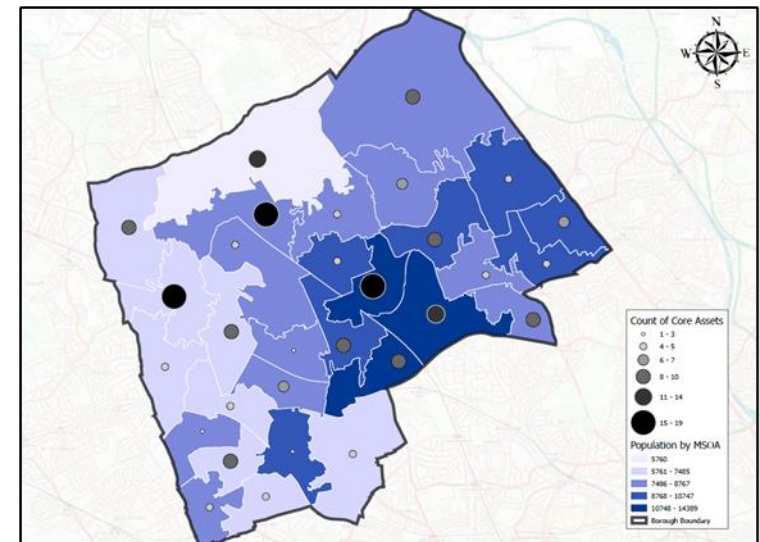 N
W E
S
Count of Core Assets
1 - 3
4 - 5
6 - 7
8 - 10
11 - 14
15 - 19
Population by MSOA
5760
5761 - 7485
7486 - 8767
8768 - 10747
10748 - 14389
Borough Boundary